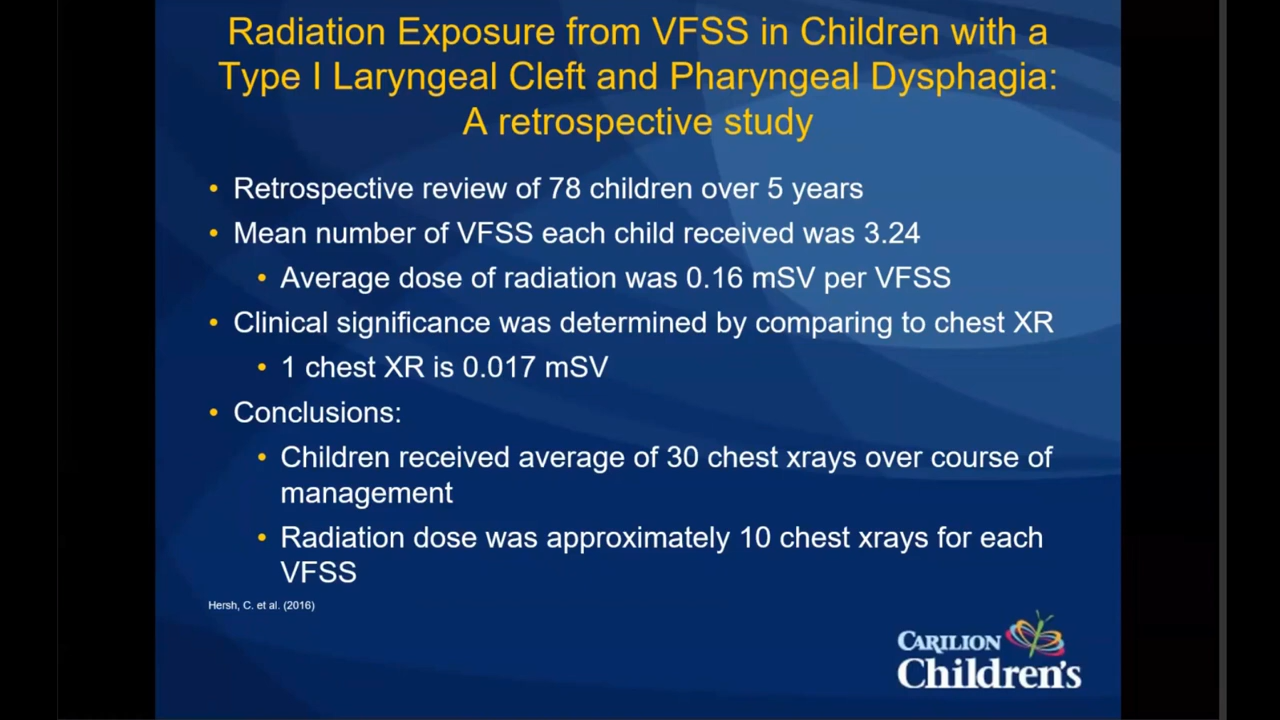 Radiation Exposure from VFSS in Children with a
Type I Laryngeal Cleft and Pharyngeal Dysphagia:
A retrospective study
• Retrospective review of 78 children over 5 years
• Mean number of VFSS each child received was 3.24
• Average dose of radiation was 0.16 mSV per VFSS
• Clinical significance was determined by comparing to chest XR
• 1 chest XR is 0.017 mSV
• Conclusions:
• Children received average of 30 chest xrays over course of
management
• Radiation dose was approximately 10 chest xrays for each
VFSS
Hersh, C. et al. (2016)
CARILION
Children's